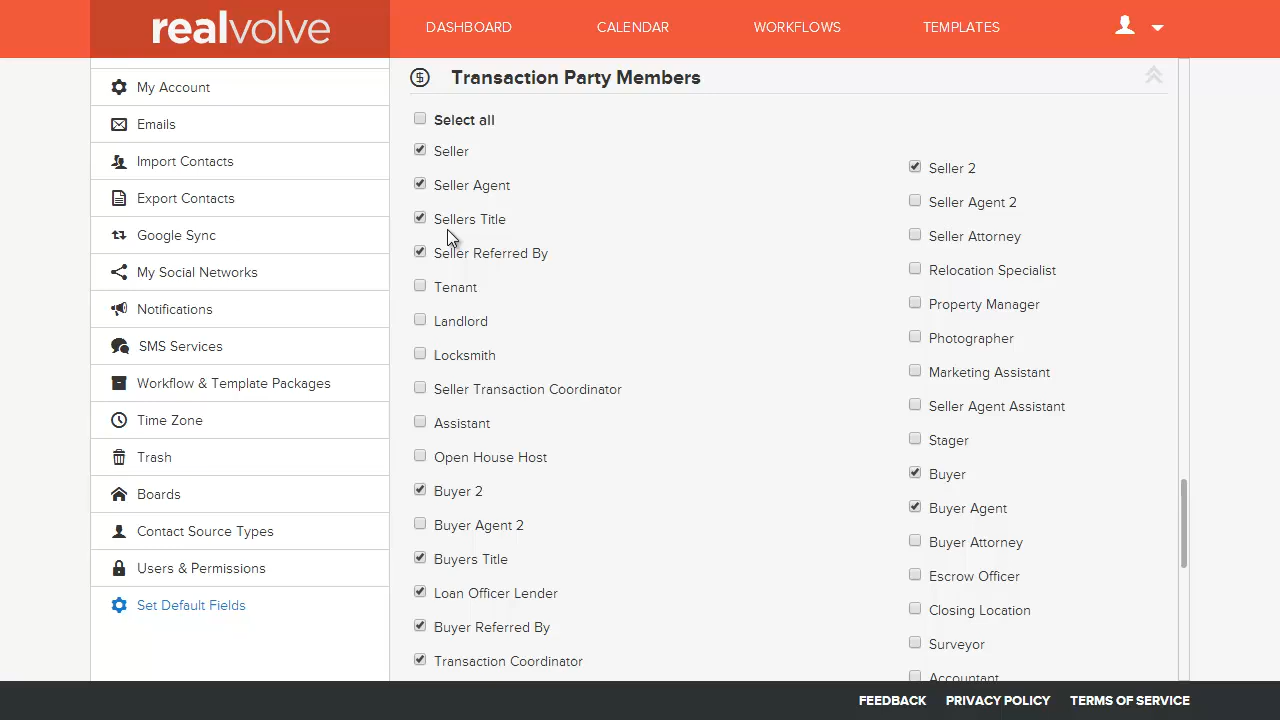 realvolve
DASHBOARD
CALENDAR
WORKFLOWS
TEMPLATES
My Account
Emails
Import Contacts
Export Contacts
Google Sync
My Social Networks
Notifications
SMS Services
Workflow & Template Packages
Time Zone
Trash
Boards
Contact Source Types
Users & Permissions
Set Default Fields
Transaction Party Members
Select all
Seller
Seller Agent
Sellers Title
Seller Referred By
Tenant
Landlord
Locksmith
Seller Transaction Coordinator
Assistant
Open House Host
Buyer 2
Buyer Agent 2
Buyers Title
Loan Officer Lender
Buyer Referred By
Transaction Coordinator
Seller 2
Seller Agent 2
Seller Attorney
Relocation Specialist
Property Manager
Photographer
Marketing Assistant
Seller Agent Assistant
Stager
Buyer
Buyer Agent
Buyer Attorney
Escrow Officer
Closing Location
Surveyor
Accountant
FEEDBACK
PRIVACY POLICY
TERMS OF SERVICE